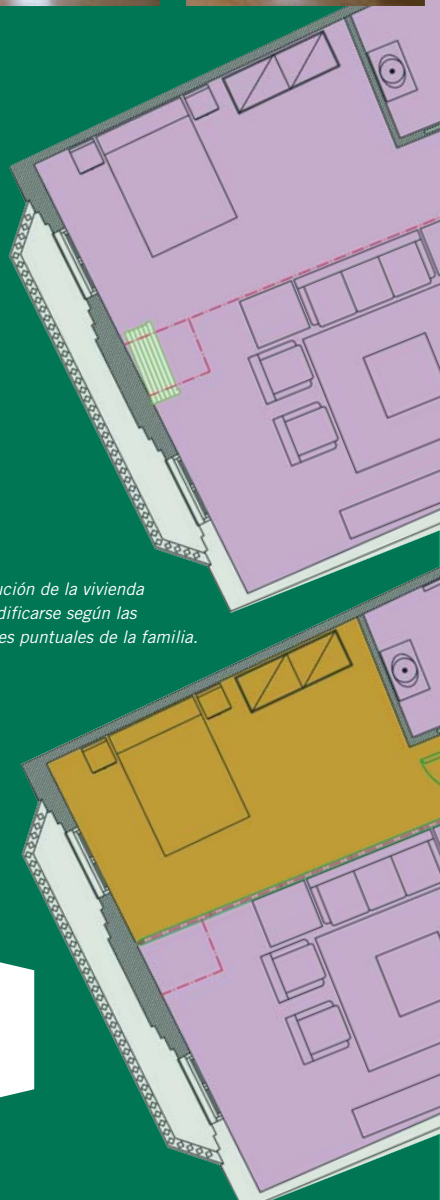 ución de la vivienda
dificarse según las
es puntuales de la familia.